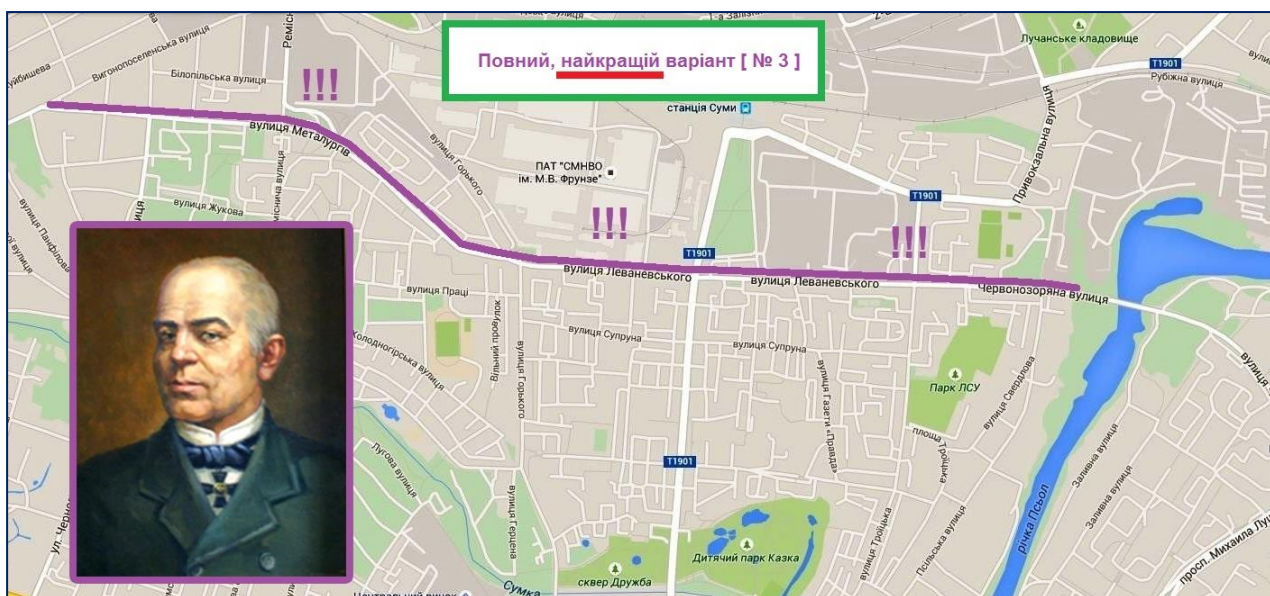 Повний, найкращій варіант [ № 3 ]
Вигонопоселенська вулиця
Білопільська вулиця
!!!
вулиця Металургів
вулиця Горького
станція Суми
T1901
Лучанське кладовище
T1901
Рубіжна вулиця
Привокзальна вулиця
ПАТ "СМНВО
ім. М.В. Фрунзе"
!!!
вулиця Жукова
T1901
!!!
вулиця Леваневського
вулиця Леваневського
Червонозоряна вулиця
вулиця Праці
вулиця Супруна
вулиця Супруна
Холодногірська вулиця
Вільний провулок
вулиця Горького
вулиця Газети «Правда»
Парк ЛСУ
вулиця Свердлова
площа
Троїцька
T1901
Лугова вулиця
вулиця Герцена
вулиця Троїцька
Псільська вулиця
річка Псьол
Заливна вулиця
Заливна вулиця
просп. Михаила
Дитячий парк Казка
сквер Дружба
Сумка